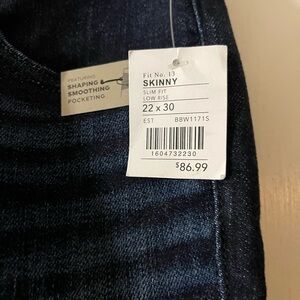 FEATURING
SHAPING
SMOOTHING
POCKETING
Fit No. 13
SKINNY
SLIM FIT
LOW RISE
22 x 30
EST BBW1171S
1604732230
$86.99